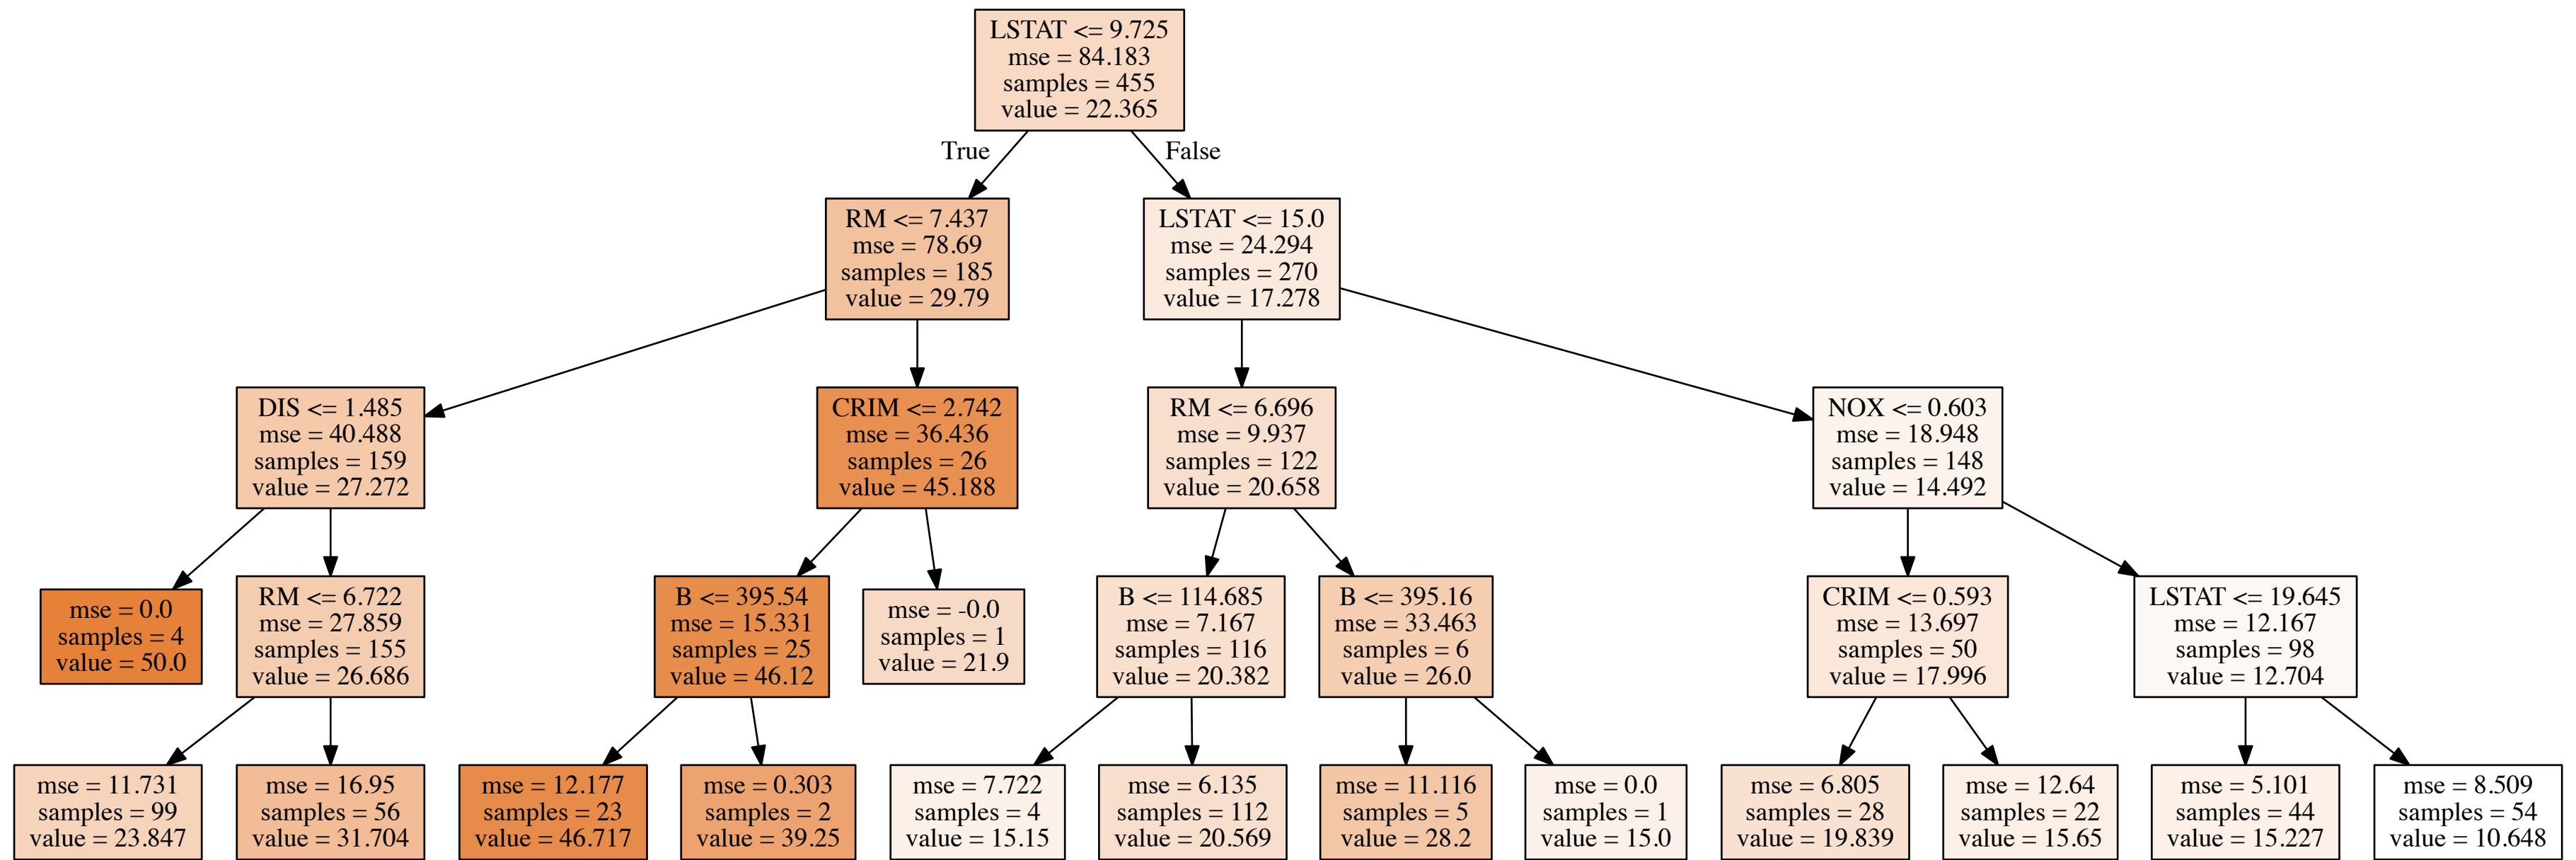 LSTAT <= 9.725
mse = 84.183
samples = 455
value = 22.365
True
False
RM <= 7.437
mse = 78.69
samples = 185
value = 29.79
LSTAT <= 15.0
mse = 24.294
samples = 270
value = 17.278
DIS <= 1.485
mse = 40.488
samples = 159
value = 27.272
CRIM <= 2.742
mse = 36.436
samples = 26
value = 45.188
RM <= 6.696
mse = 9.937
samples = 122
value = 20.658
NOX <= 0.603
mse = 18.948
samples = 148
value = 14.492
mse = 0.0
samples = 4
value = 50.0
RM <= 6.722
mse = 27.859
samples = 155
value = 26.686
B <= 395.54
mse = 15.331
samples = 25
value = 46.12
mse = -0.0
samples = 1
value = 21.9
B <= 114.685
mse = 7.167
samples = 116
value = 20.382
B <= 395.16
mse = 33.463
samples = 6
value = 26.0
CRIM <= 0.593
mse = 13.697
samples = 50
value = 17.996
LSTAT <= 19.645
mse = 12.167
samples = 98
value = 12.704
mse = 11.731
samples = 99
value = 23.847
mse = 16.95
samples = 56
value = 31.704
mse = 12.177
samples = 23
value = 46.717
mse = 0.303
samples = 2
value = 39.25
mse = 7.722
samples = 4
value = 15.15
mse = 6.135
samples = 112
value = 20.569
mse = 11.116
samples = 5
value = 28.2
mse = 0.0
samples = 1
value = 15.0
mse = 6.805
samples = 28
value = 19.839
mse = 12.64
samples = 22
value = 15.65
mse = 5.101
samples = 44
value = 15.227
mse = 8.509
samples = 54
value = 10.648